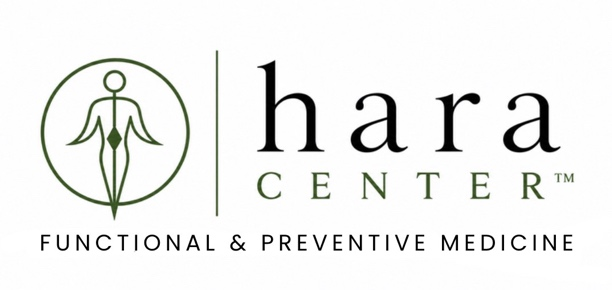 hara
CENTER™
FUNCTIONAL & PREVENTIVE MEDICINE